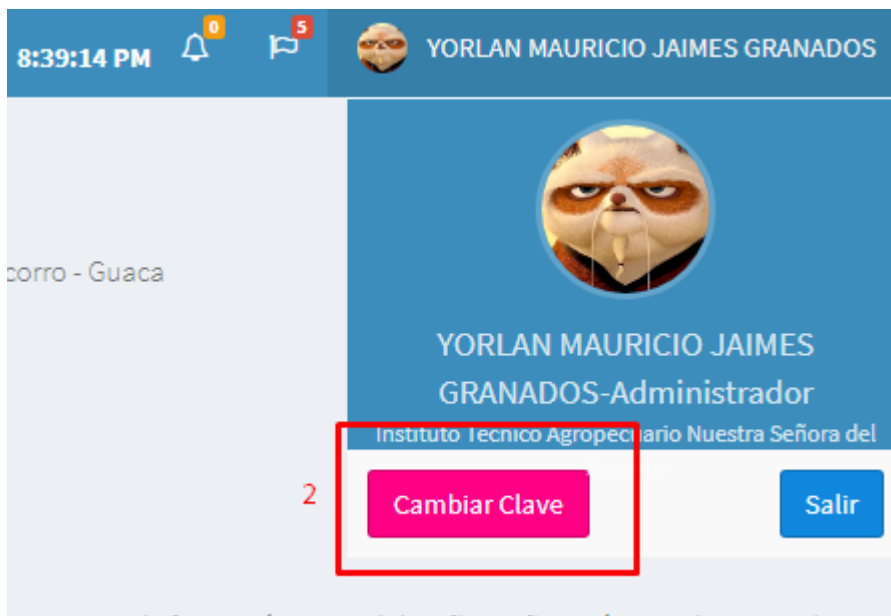 8:39:14 PM
0
5
YORLAN MAURICIO JAIMES GRANADOS
corro - Guaca
YORLAN MAURICIO JAIMES
GRANADOS-Administrador
Instituto Tecnico Agropecuario Nuestra Señora del
2
Cambiar Clave
Salir